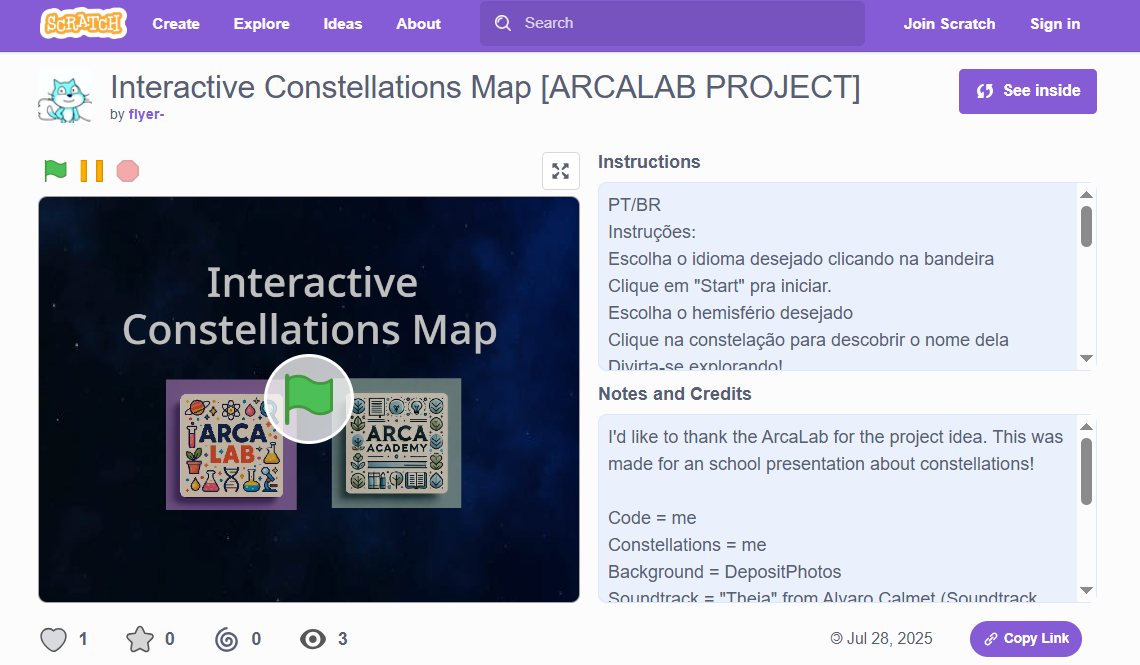 SCRATCH Create Explore Ideas About Search Join Scratch Sign in
Interactive Constellations Map [ARCALAB PROJECT]
by flyer-
See inside
Interactive
Constellations Map
ARCA
LAB
ARCA
ACADEMY
Instructions
PT/BR
Instruções:
Escolha o idioma desejado clicando na bandeira
Clique em "Start" pra iniciar.
Escolha o hemisfério desejado
Clique na constelação para descobrir o nome dela
Divirta-se explorando!
Notes and Credits
I'd like to thank the ArcaLab for the project idea. This was
made for an school presentation about constellations!
Code = me
Constellations = me
Background = DepositPhotos
Soundtrack = "Theia" from Alvaro Calmet (Soundtrack
1 0 0 3
© Jul 28, 2025
Copy Link